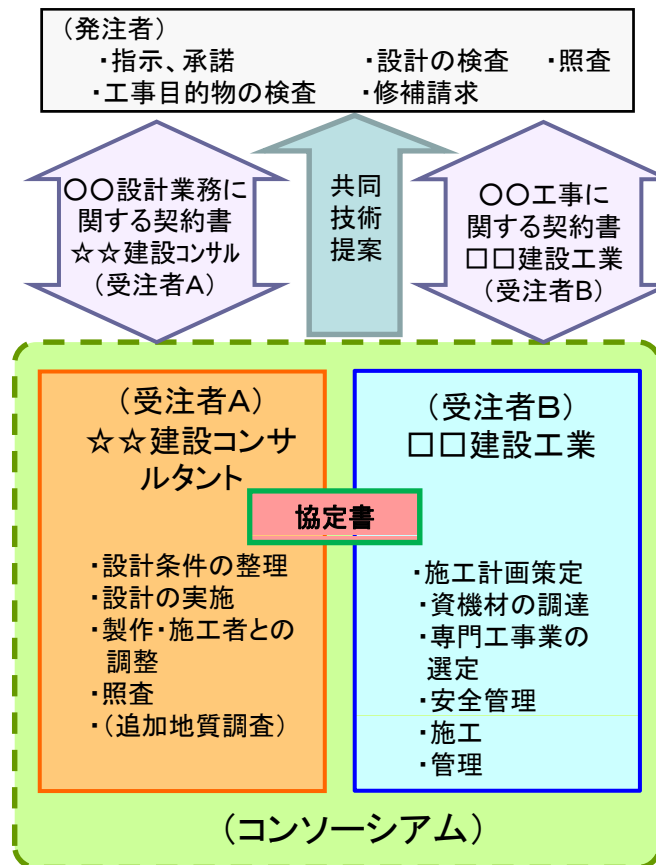 （発注者）
・指示、承諾　・設計の検査　・照査
・工事目的物の検査　・修補請求
〇〇設計業務に
関する契約書
☆☆建設コンサル
（受注者Ａ）
共同
技術
提案
〇〇工事に
関する契約書
□□建設工業
（受注者Ｂ）
（受注者Ａ）
☆☆建設コンサ
ルタント
（受注者Ｂ）
□□建設工業
協定書
・設計条件の整理
・設計の実施
・製作・施工者との
調整
・照査
・（追加地質調査）
・施工計画策定
・資機材の調達
・専門工事業の
選定
・安全管理
・施工
・管理
（コンソーシアム）